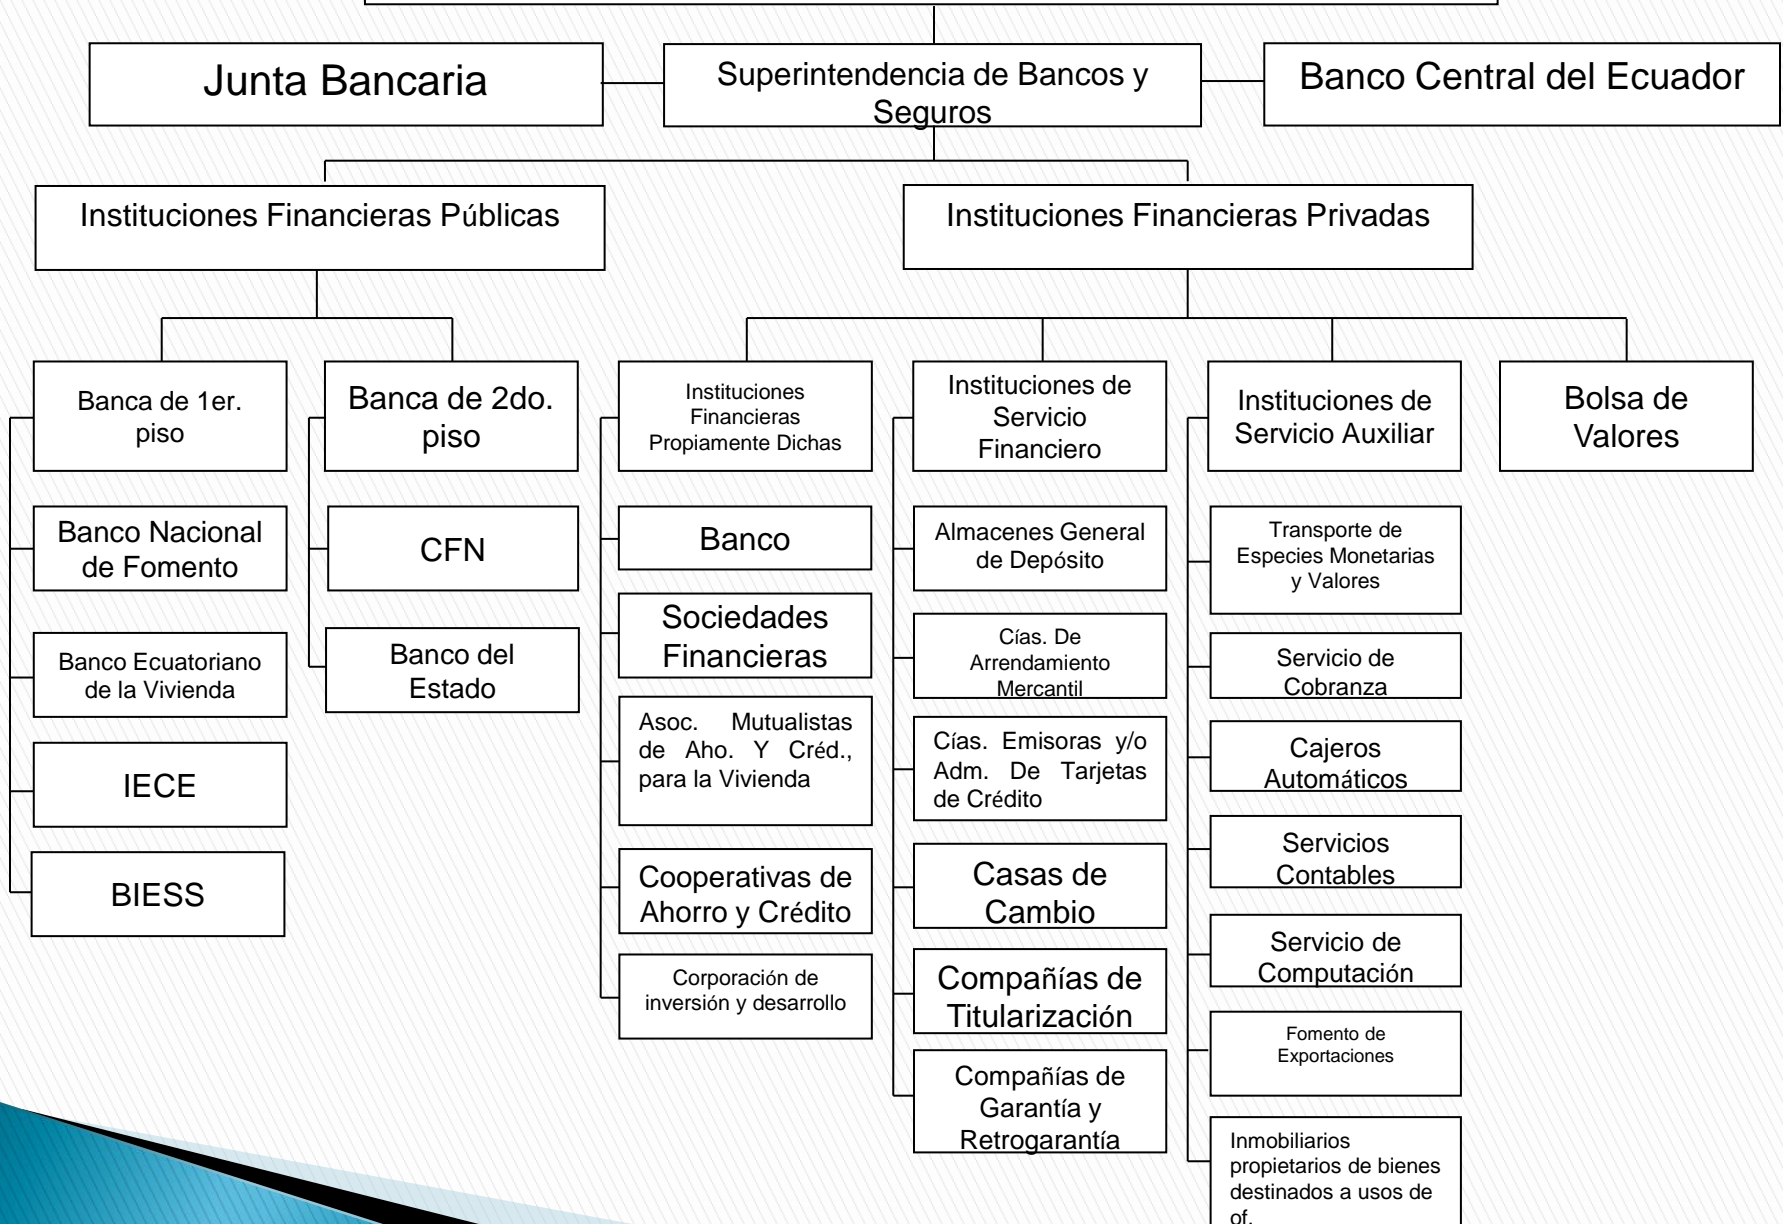 Junta Bancaria
Superintendencia de Bancos y
Seguros
Banco Central del Ecuador
Instituciones Financieras Públicas
Instituciones Financieras Privadas
Banca de 1er.
piso
Banca de 2do.
piso
Instituciones
Financieras
Propiamente Dichas
Instituciones de
Servicio
Financiero
Instituciones de
Servicio Auxiliar
Bolsa de
Valores
Banco Nacional
de Fomento
Banco Ecuatoriano
de la Vivienda
IECE
BIESS
CFN
Banco del
Estado
Banco
Sociedades
Financieras
Asoc. Mutualistas
de Aho. Y Créd.,
para la Vivienda
Cooperativas de
Ahorro y Crédito
Corporación de
inversión y desarrollo
Almacenes General
de Depósito
Cías. De
Arrendamiento
Mercantil
Cías. Emisoras y/o
Adm. De Tarjetas
de Crédito
Casas de
Cambio
Compañías de
Titularización
Compañías de
Garantía y
Retrogarantía
Transporte de
Especies Monetarias
y Valores
Servicio de
Cobranza
Cajeros
Automáticos
Servicios
Contables
Servicio de
Computación
Fomento de
Exportaciones
Inmobiliarios
propietarios de bienes
destinados a usos de
of.